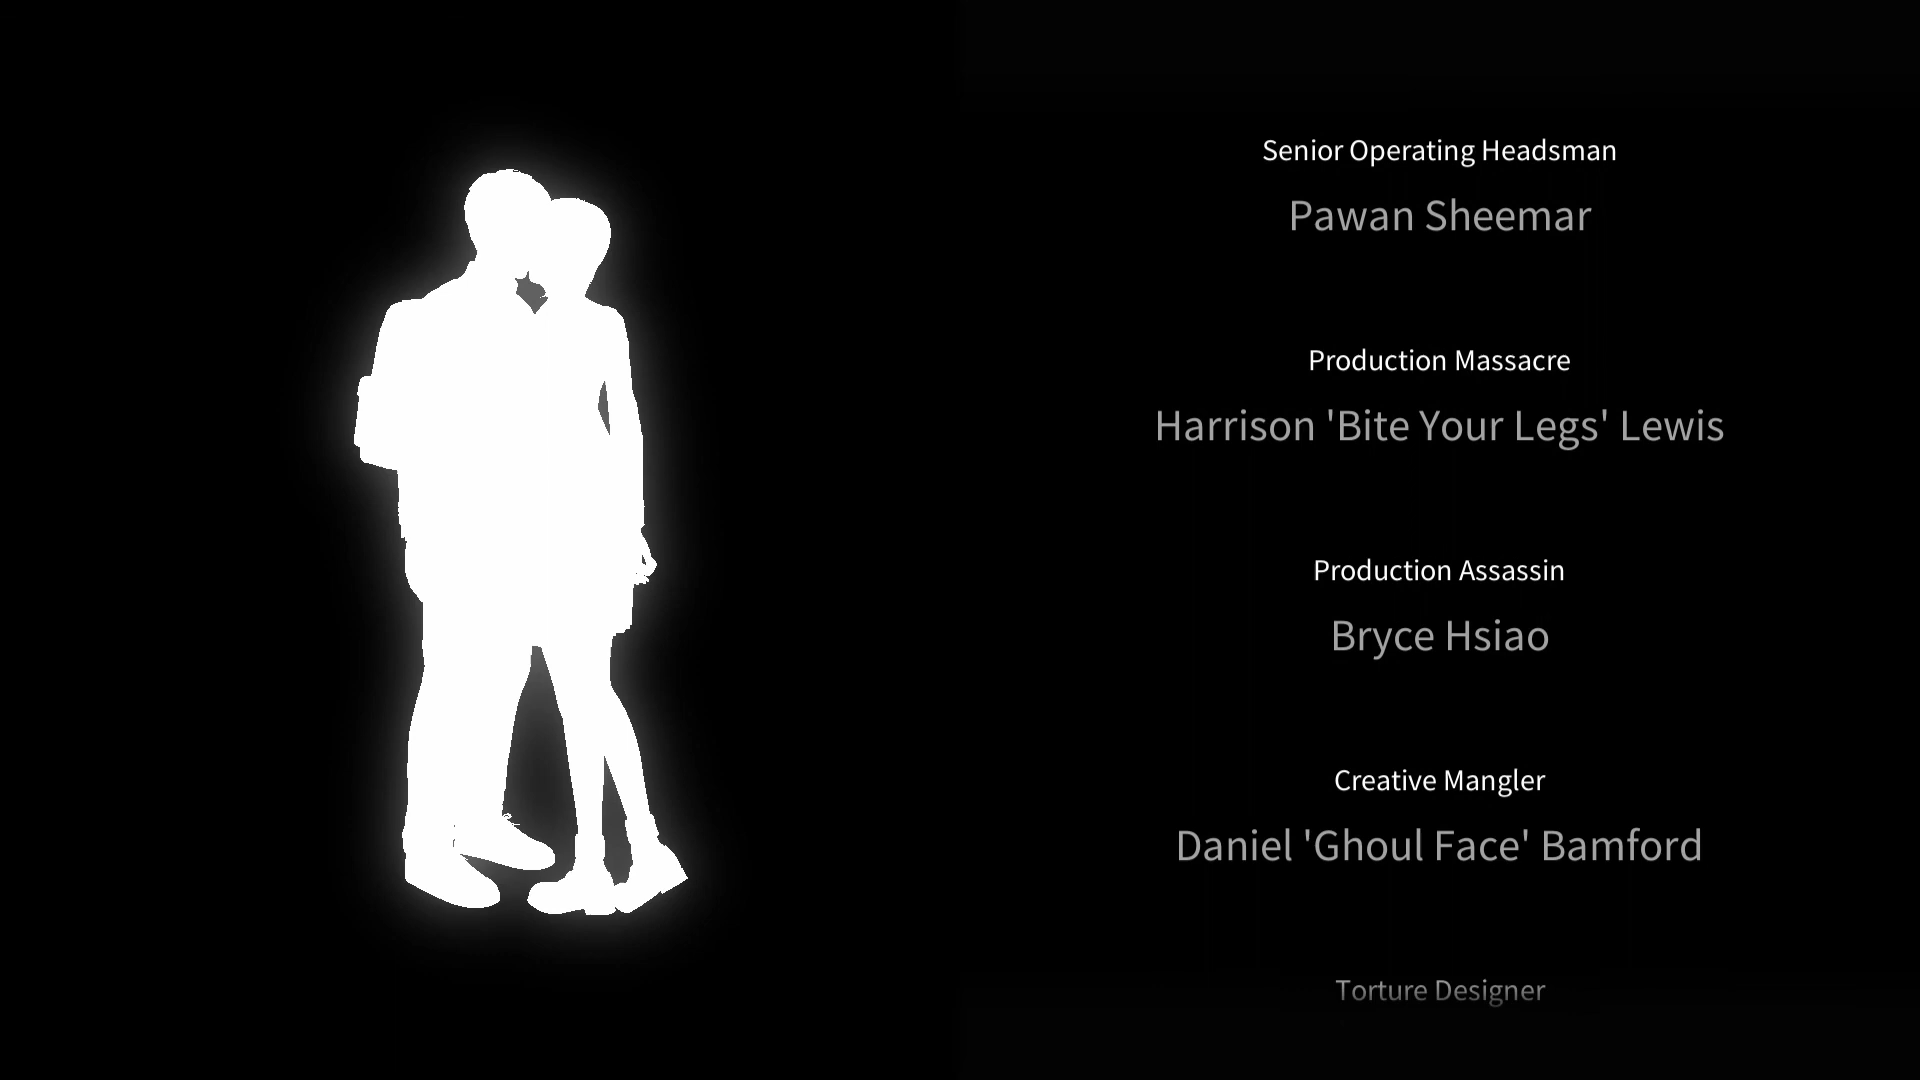 Senior Operating Headsman
Pawan Sheemar
Production Massacre
Harrison 'Bite Your Legs' Lewis
Production Assassin
Bryce Hsiao
Creative Mangler
Daniel 'Ghoul Face' Bamford
Torture Designer